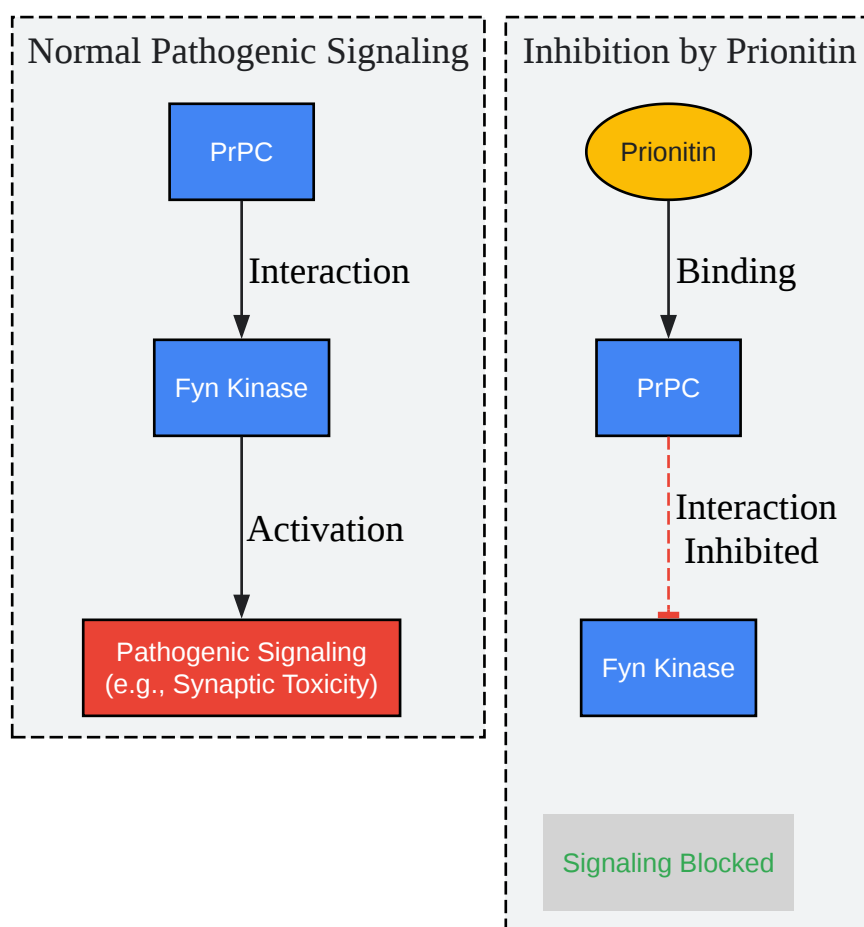 Normal Pathogenic Signaling
PrPC
Interaction
Fyn Kinase
Activation
Pathogenic Signaling
(e.g., Synaptic Toxicity)
Inhibition by Prionitin
Prionitin
Binding
PrPC
Interaction
Inhibited
Fyn Kinase
Signaling Blocked